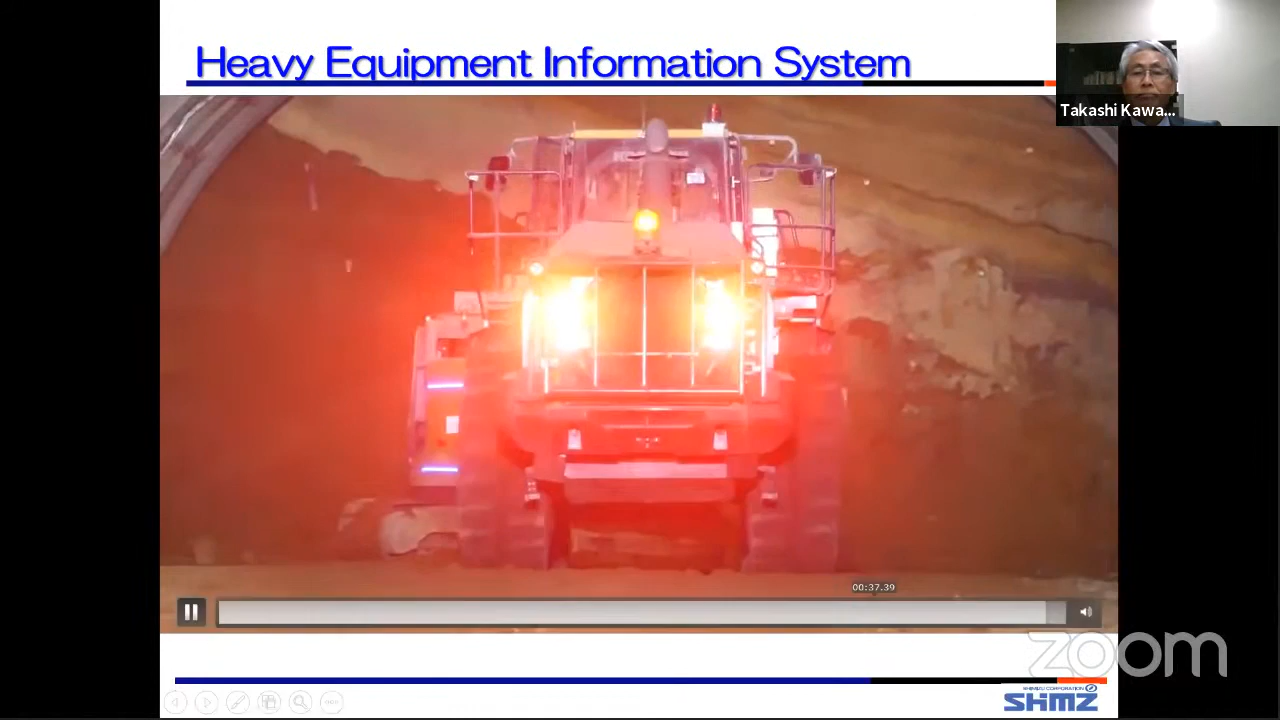 Heavy Equipment Information System
Takashi Kawa...
00:37.39
zoom
SHIMIZU CORPORATION
SHMZ